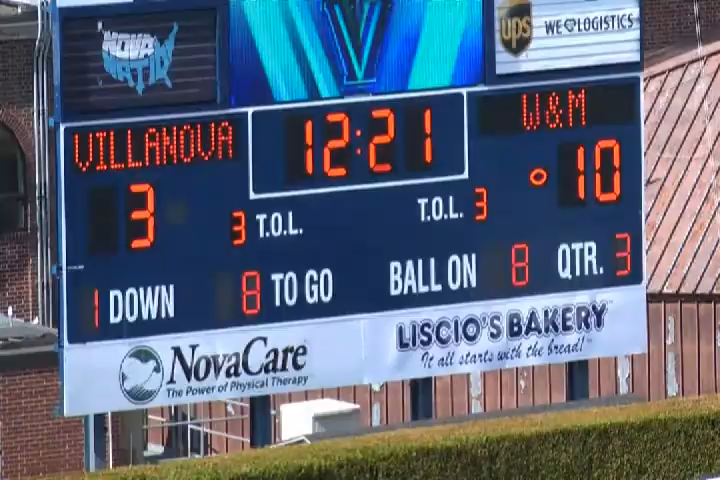 NOVA
NATION
ups
WE LOGISTICS
VILLANOVA
12:21
W&M
3
3 T.O.L.
T.O.L. 3
10
1 DOWN
8 TO GO
BALL ON 8
QTR. 3
NovaCare
The Power of Physical Therapy
LISCIO'S BAKERY
It all starts with the bread!